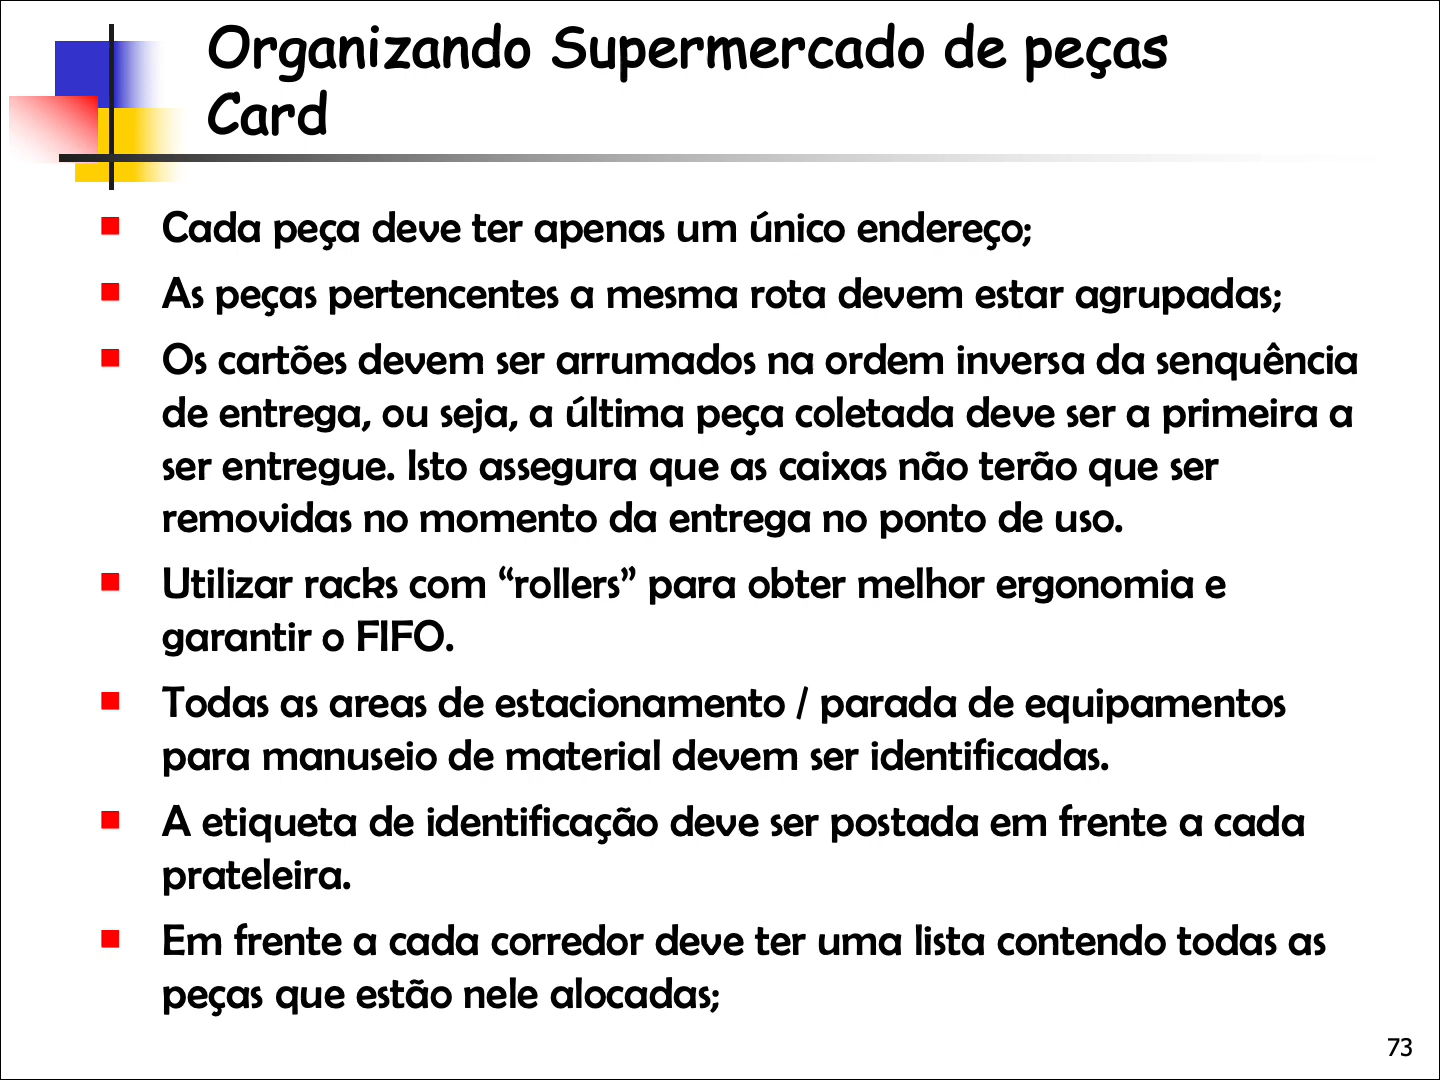 Organizando Supermercado de peças
Card
Cada peça deve ter apenas um único endereço;
As peças pertencentes a mesma rota devem estar agrupadas;
Os cartões devem ser arrumados na ordem inversa da senquência
de entrega, ou seja, a última peça coletada deve ser a primeira a
ser entregue. Isto assegura que as caixas não terão que ser
removidas no momento da entrega no ponto de uso.
Utilizar racks com “rollers” para obter melhor ergonomia e
garantir o FIFO.
Todas as areas de estacionamento / parada de equipamentos
para manuseio de material devem ser identificadas.
A etiqueta de identificação deve ser postada em frente a cada
prateleira.
Em frente a cada corredor deve ter uma lista contendo todas as
peças que estão nele alocadas;
73